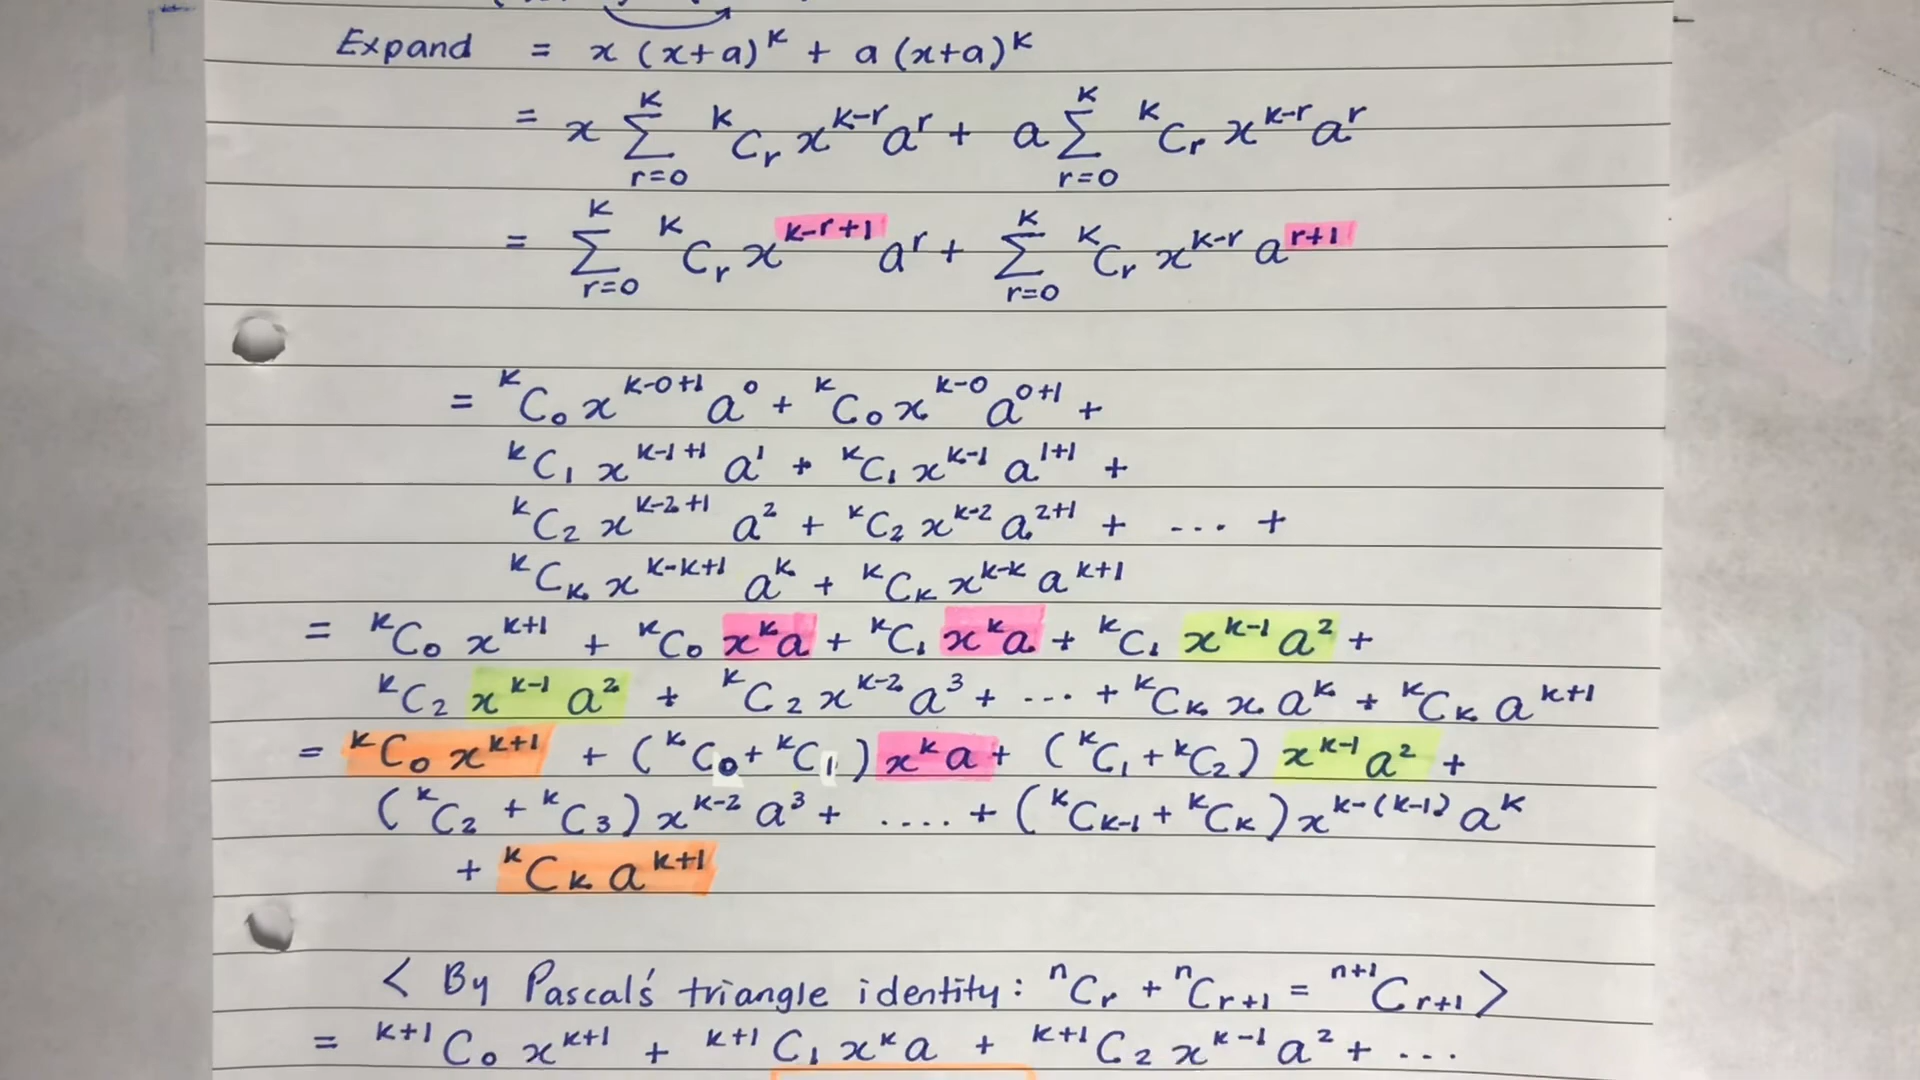 Expand = x (x+a)^k + a (x+a)^k
= x ∑_{r=0}^{k} ^kC_r x^{k-r} a^r + a ∑_{r=0}^{k} ^kC_r x^{k-r} a^r
= ∑_{r=0}^{k} ^kC_r x^{k-r+1} a^r + ∑_{r=0}^{k} ^kC_r x^{k-r} a^{r+1}
= ^kC_0 x^{k-0+1} a^0 + ^kC_0 x^{k-0} a^{0+1} +
^kC_1 x^{k-1+1} a^1 + ^kC_1 x^{k-1} a^{1+1} +
^kC_2 x^{k-2+1} a^2 + ^kC_2 x^{k-2} a^{2+1} + ... +
^kC_k x^{k-k+1} a^k + ^kC_k x^{k-k} a^{k+1}
= ^kC_0 x^{k+1} + ^kC_0 x^k a + ^kC_1 x^k a + ^kC_1 x^{k-1} a^2 +
^kC_2 x^{k-1} a^2 + ^kC_2 x^{k-2} a^3 + ... + ^kC_k x a^k + ^kC_k a^{k+1}
= ^kC_0 x^{k+1} + (^kC_0 + ^kC_1) x^k a + (^kC_1 + ^kC_2) x^{k-1} a^2 +
(^kC_2 + ^kC_3) x^{k-2} a^3 + .... + (^kC_{k-1} + ^kC_k) x^{k-(k-1)} a^k
+ ^kC_k a^{k+1}
< By Pascal's triangle identity: ^nC_r + ^nC_{r+1} = ^{n+1}C_{r+1} >
= ^{k+1}C_0 x^{k+1} + ^{k+1}C_1 x^k a + ^{k+1}C_2 x^{k-1} a^2 + ...